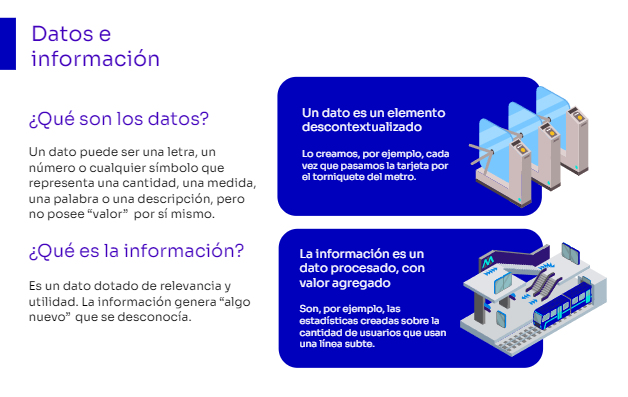 Datos e
información
¿Qué son los datos?
Un dato puede ser una letra, un
número o cualquier símbolo que
representa una cantidad, una medida,
una palabra o una descripción, pero
no posee “valor” por sí mismo.
¿Qué es la información?
Es un dato dotado de relevancia y
utilidad. La información genera “algo
nuevo” que se desconocía.
Un dato es un elemento
descontextualizado
Lo creamos, por ejemplo, cada
vez que pasamos la tarjeta por
el torniquete del metro.
La información es un
dato procesado, con
valor agregado
Son, por ejemplo, las
estadísticas creadas sobre la
cantidad de usuarios que usan
una línea subte.
M